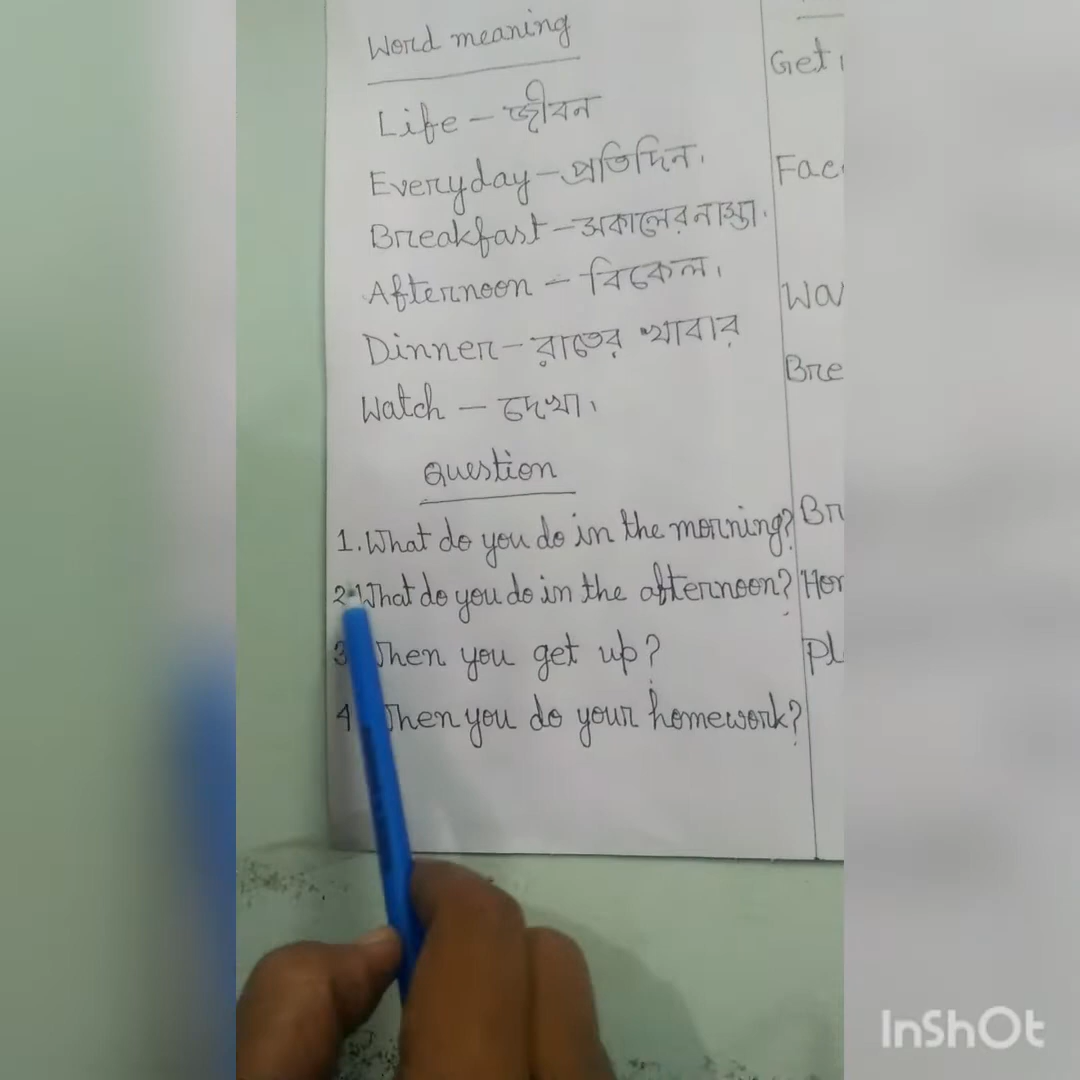 Word meaning
Life – জীবন
Everyday – প্রতিদিন.
Breakfast – সকালের নাস্তা.
Afternoon – বিকেল.
Dinner – রাতের খাবার
Watch – দেখা.
Question
1. What do you do in the morning?
2. What do you do in the afternoon?
3 When you get up?
4 When you do your homework?
Get
Fac
Wa
Bre
Br
Ho
Pl
InShOt